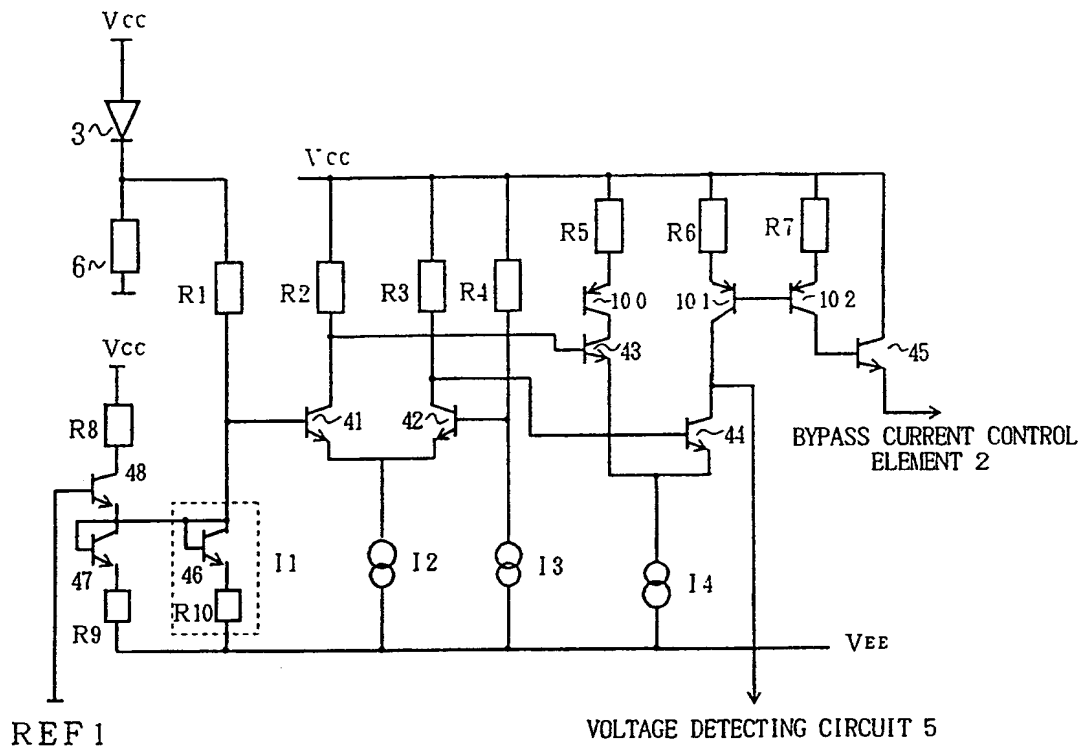 Vcc
3
Vcc
6
R1
R2
R3
R4
R5
R6
R7
100
101
102
43
45
Vcc
R8
41
42
44
BYPASS CURRENT CONTROL
ELEMENT 2
48
47
46
I1
I2
I3
I4
R9
R10
VEE
REF1
VOLTAGE DETECTING CIRCUIT 5